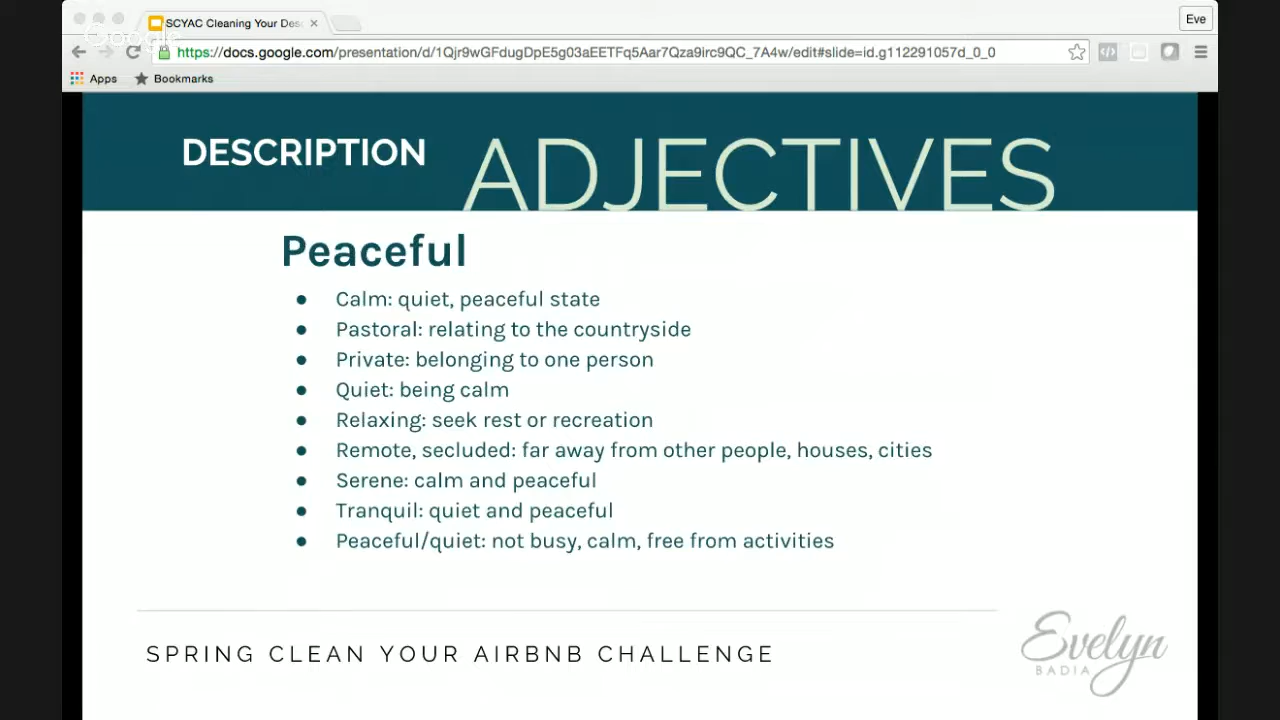 SCYAC Cleaning Your Des
Eve
Google
https://docs.google.com/presentation/d/1Qjr9wGFdugDpE5g03aEETFq5Aar7Qza9irc9QC_7A4w/edit#slide=id.g112291057d_0_0
Apps
Bookmarks
DESCRIPTION ADJECTIVES
Peaceful
● Calm: quiet, peaceful state
● Pastoral: relating to the countryside
● Private: belonging to one person
● Quiet: being calm
● Relaxing: seek rest or recreation
● Remote, secluded: far away from other people, houses, cities
● Serene: calm and peaceful
● Tranquil: quiet and peaceful
● Peaceful/quiet: not busy, calm, free from activities
SPRING CLEAN YOUR AIRBNB CHALLENGE
Evelyn
BADIA